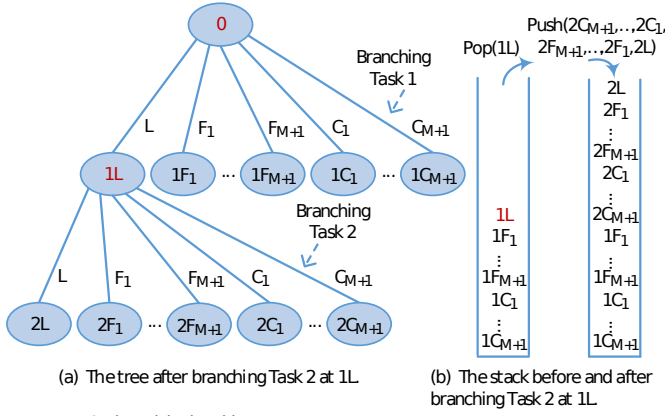 0
Branching
Task 1
L
F1
FM+1
C1
CM+1
1L
1F1
...
1FM+1
1C1
...
1CM+1
Branching
Task 2
L
F1
FM+1
C1
CM+1
2L
2F1
...
2FM+1
2C1
...
2CM+1
(a) The tree after branching Task 2 at 1L.
Pop(1L)
Push(2CM+1,..,2C1,
2FM+1,..,2F1,2L)
1L
1F1
...
1FM+1
1C1
...
1CM+1
2L
2F1
...
2FM+1
2C1
...
2CM+1
1F1
...
1FM+1
1C1
...
1CM+1
(b) The stack before and after
branching Task 2 at 1L.